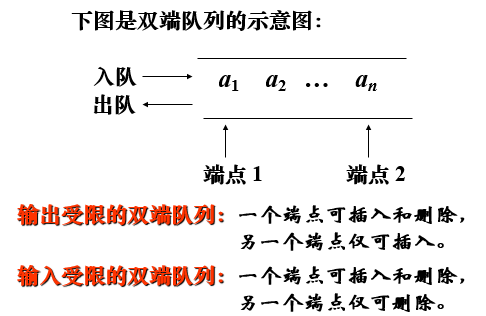 下图是双端队列的示意图：
入队 a1 a2 … an
出队
端点 1 端点 2
输出受限的双端队列：一个端点可插入和删除，
另一个端点仅可插入。
输入受限的双端队列：一个端点可插入和删除，
另一个端点仅可删除。